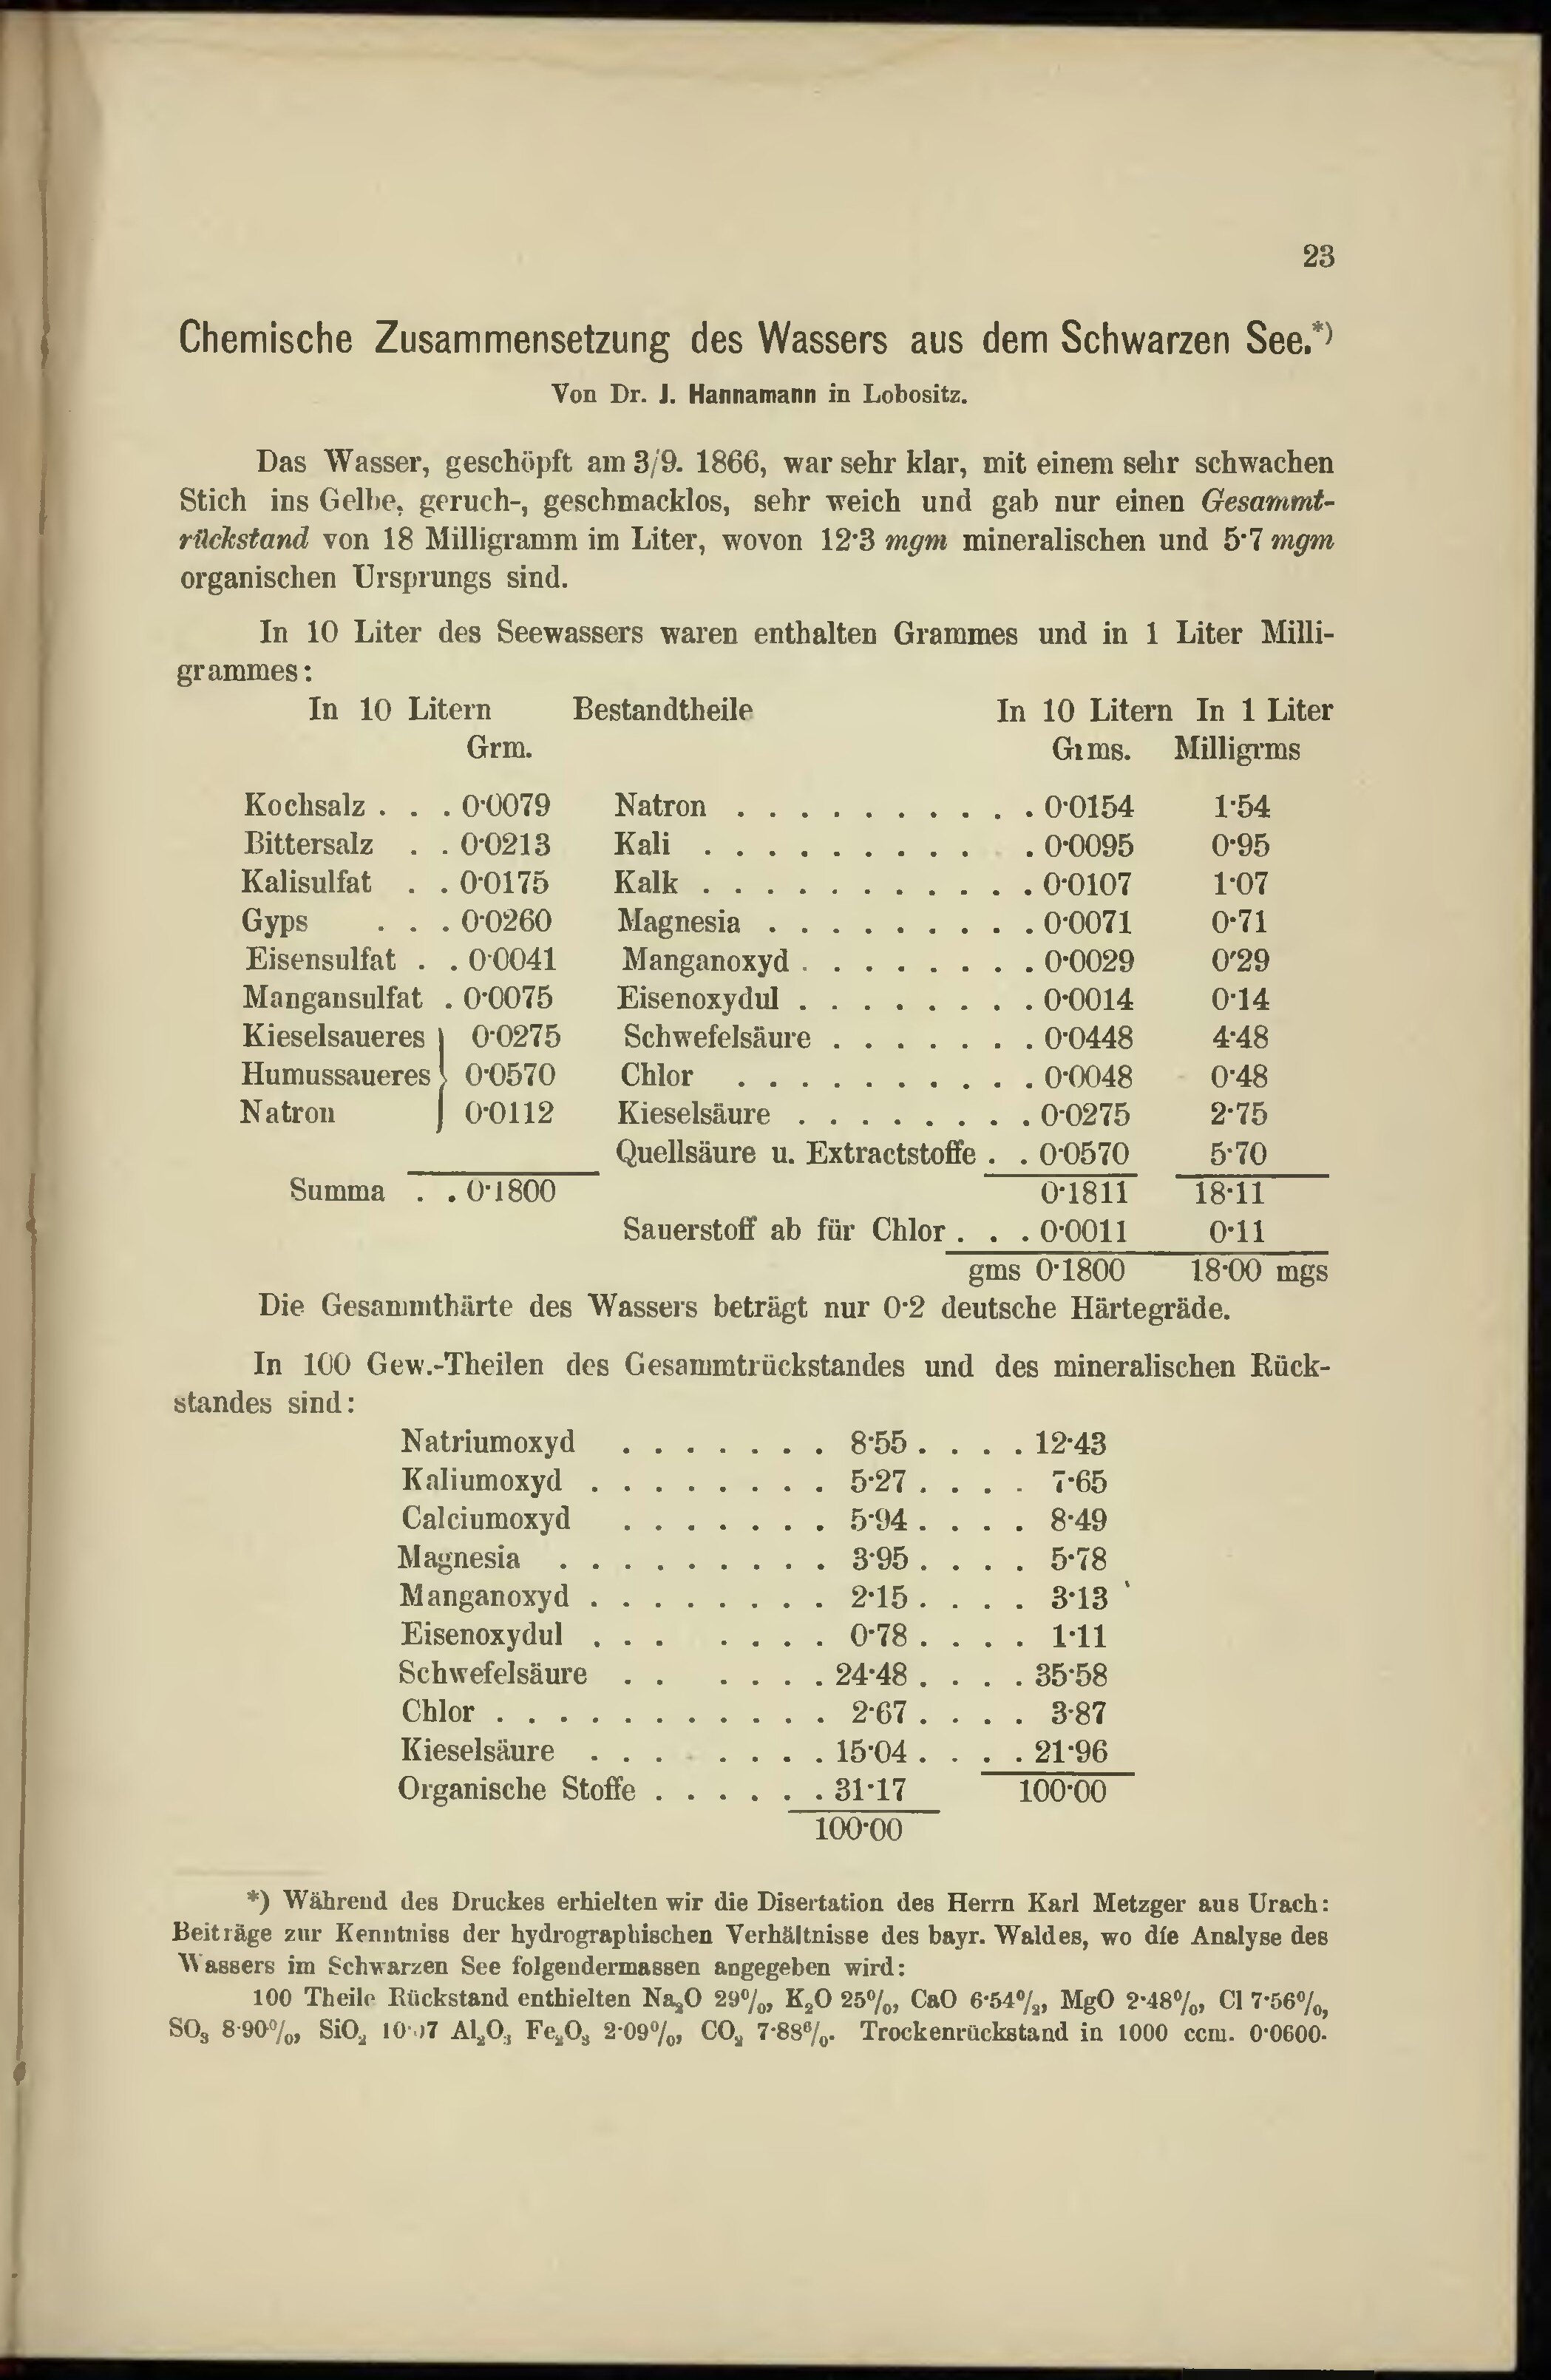 23
Chemische Zusammensetzung des Wassers aus dem Schwarzen See.*)
Von Dr. J. Hannamann in Lobositz.
Das Wasser, geschöpft am 3/9. 1866, war sehr klar, mit einem sehr schwachen
Stich ins Gelbe, geruch-, geschmacklos, sehr weich und gab nur einen Gesammt-
rückstand von 18 Milligramm im Liter, wovon 12·3 mgm mineralischen und 5·7 mgm
organischen Ursprungs sind.
In 10 Liter des Seewassers waren enthalten Grammes und in 1 Liter Milli-
grammes:
In 10 Litern Bestandtheile In 10 Litern In 1 Liter
Grm. Grms. Milligrms
Kochsalz . . . 0·0079 Natron . . . . . . . . . . 0·0154 1·54
Bittersalz . . 0·0213 Kali . . . . . . . . . . 0·0095 0·95
Kalisulfat . . 0·0175 Kalk . . . . . . . . . . . 0·0107 1·07
Gyps . . . 0·0260 Magnesia . . . . . . . . . 0·0071 0·71
Eisensulfat . . 0·0041 Manganoxyd . . . . . . . . 0·0029 0·29
Mangansulfat . 0·0075 Eisenoxydul . . . . . . . . 0·0014 0·14
Kieselsaueres 0·0275 Schwefelsäure . . . . . . . 0·0448 4·48
Humussaueres 0·0570 Chlor . . . . . . . . . . 0·0048 0·48
Natron 0·0112 Kieselsäure . . . . . . . . 0·0275 2·75
Quellsäure u. Extractstoffe . . 0·0570 5·70
Summa . . 0·1800 0·1811 18·11
Sauerstoff ab für Chlor . . . 0·0011 0·11
gms 0·1800 18·00 mgs
Die Gesammthärte des Wassers beträgt nur 0·2 deutsche Härtegräde.
In 100 Gew.-Theilen des Gesammtrückstandes und des mineralischen Rück-
standes sind:
Natriumoxyd . . . . . . . 8·55 . . . . 12·43
Kaliumoxyd . . . . . . . . 5·27 . . . . 7·65
Calciumoxyd . . . . . . . 5·94 . . . . 8·49
Magnesia . . . . . . . . . 3·95 . . . . 5·78
Manganoxyd . . . . . . . . 2·15 . . . . 3·13
Eisenoxydul . . . . . . . 0·78 . . . . 1·11
Schwefelsäure . . . . . . 24·48 . . . . 35·58
Chlor . . . . . . . . . . . 2·67 . . . . 3·87
Kieselsäure . . . . . . . . 15·04 . . . . 21·96
Organische Stoffe . . . . . . 31·17 100·00
100·00
*) Während des Druckes erhielten wir die Disertation des Herrn Karl Metzger aus Urach:
Beiträge zur Kenntniss der hydrographischen Verhältnisse des bayr. Waldes, wo die Analyse des
Wassers im Schwarzen See folgendermassen angegeben wird:
100 Theile Rückstand enthielten Na₂O 29%, K₂O 25%, CaO 6·54%, MgO 2·48%, Cl 7·56%,
SO₃ 8·90%, SiO₂ Al₂O₃ Fe₂O₃ 2·09%, CO₂ 7·88%. Trockenrückstand in 1000 ccm. 0·0600.